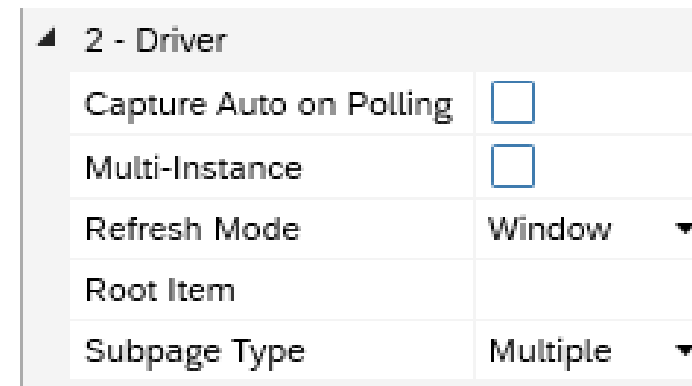 2 - Driver
Capture Auto on Polling
Multi-Instance
Refresh Mode Window
Root Item
Subpage Type Multiple